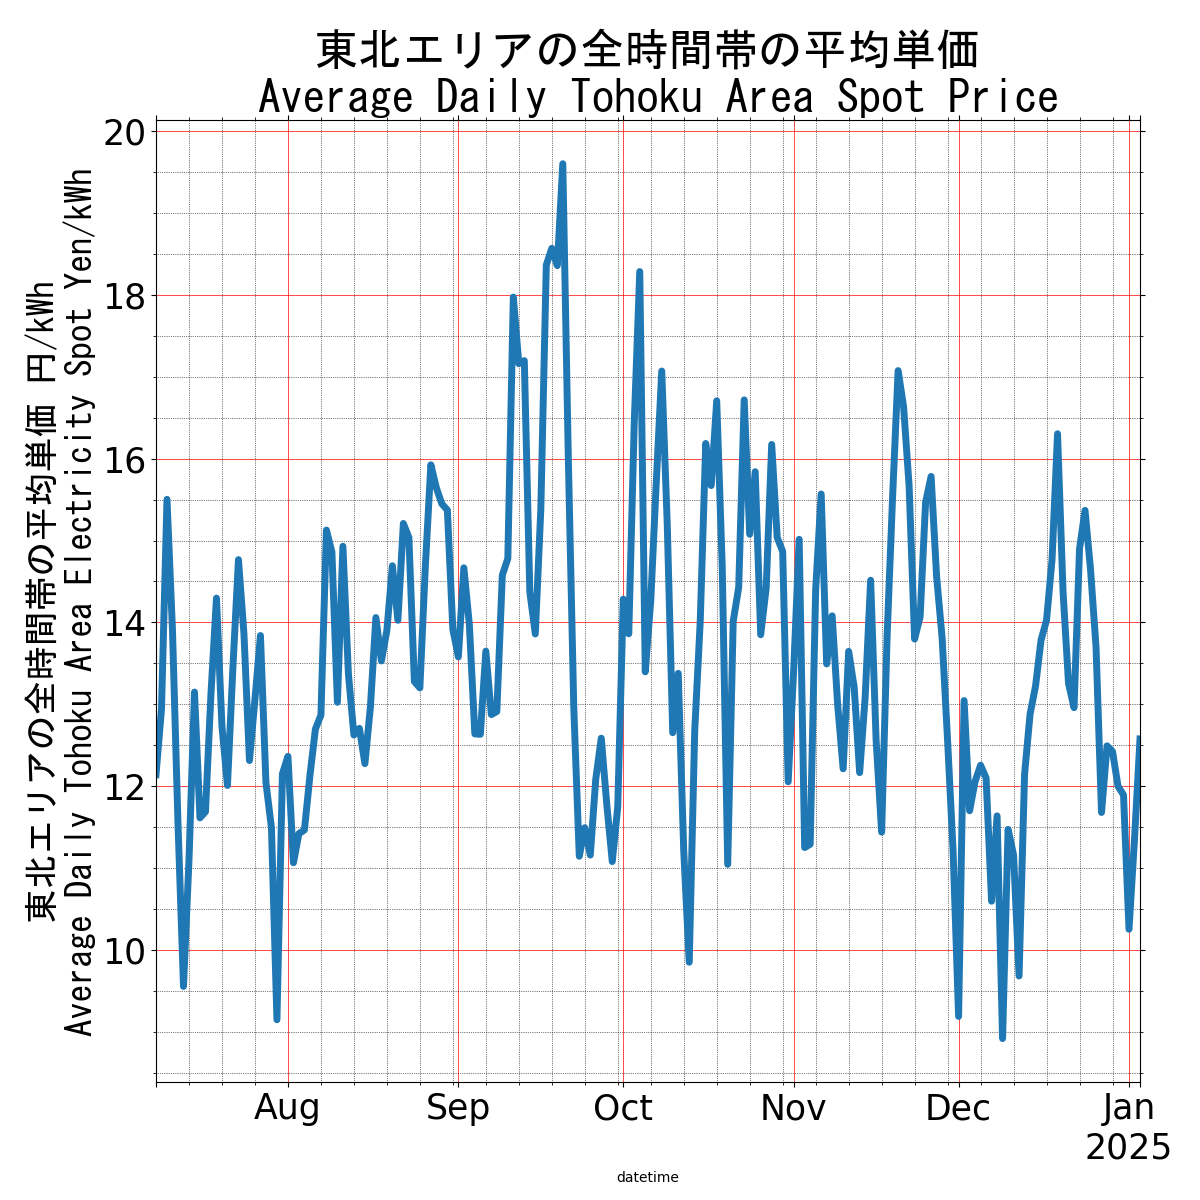 東北エリアの全時間帯の平均単価
Average Daily Tohoku Area Spot Price
東北エリアの全時間帯の平均単価 円/kWh
Average Daily Tohoku Area Electricity Spot Yen/kWh
20
18
16
14
12
10
Aug
Sep
Oct
Nov
Dec
Jan
2025
datetime